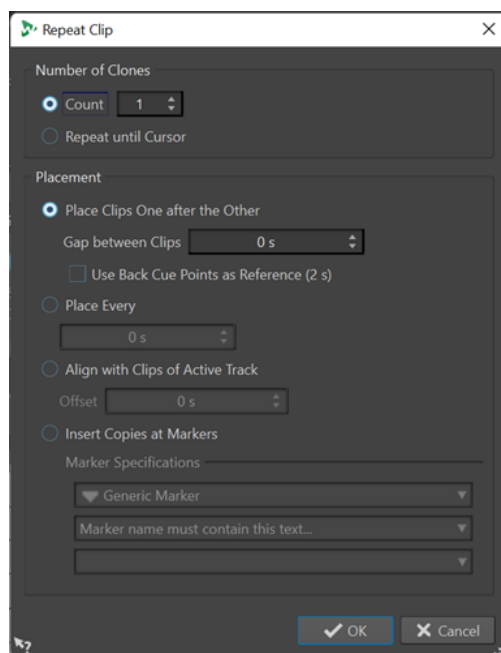 Repeat Clip
Number of Clones
Count 1
Repeat until Cursor
Placement
Place Clips One after the Other
Gap between Clips 0 s
Use Back Cue Points as Reference (2 s)
Place Every
0 s
Align with Clips of Active Track
Offset 0 s
Insert Copies at Markers
Marker Specifications
Generic Marker
Marker name must contain this text...
OK Cancel
?